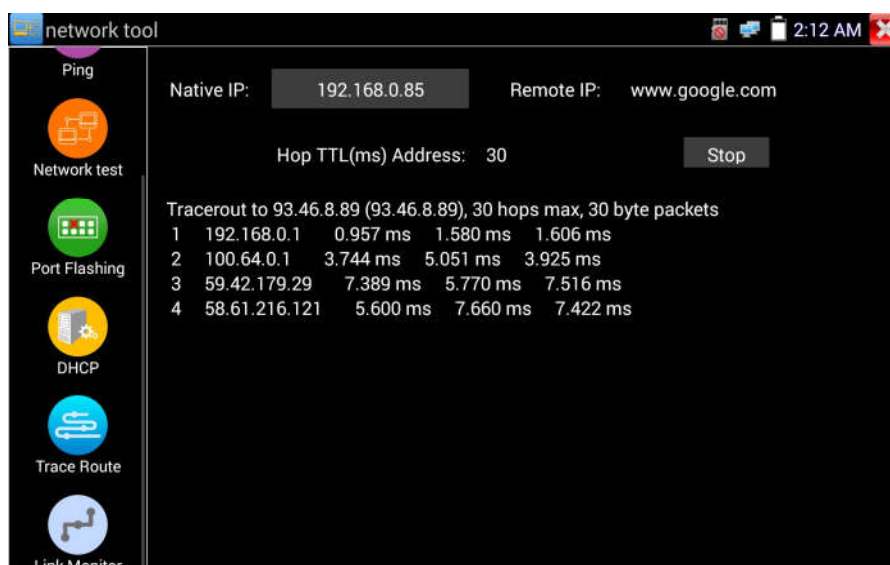 network tool
2:12 AM
Ping
Network test
Port Flashing
DHCP
Trace Route
Link Monitor
Native IP: 192.168.0.85 Remote IP: www.google.com
Hop TTL(ms) Address: 30 Stop
Tracerout to 93.46.8.89 (93.46.8.89), 30 hops max, 30 byte packets
1 192.168.0.1 0.957 ms 1.580 ms 1.606 ms
2 100.64.0.1 3.744 ms 5.051 ms 3.925 ms
3 59.42.179.29 7.389 ms 5.770 ms 7.516 ms
4 58.61.216.121 5.600 ms 7.660 ms 7.422 ms